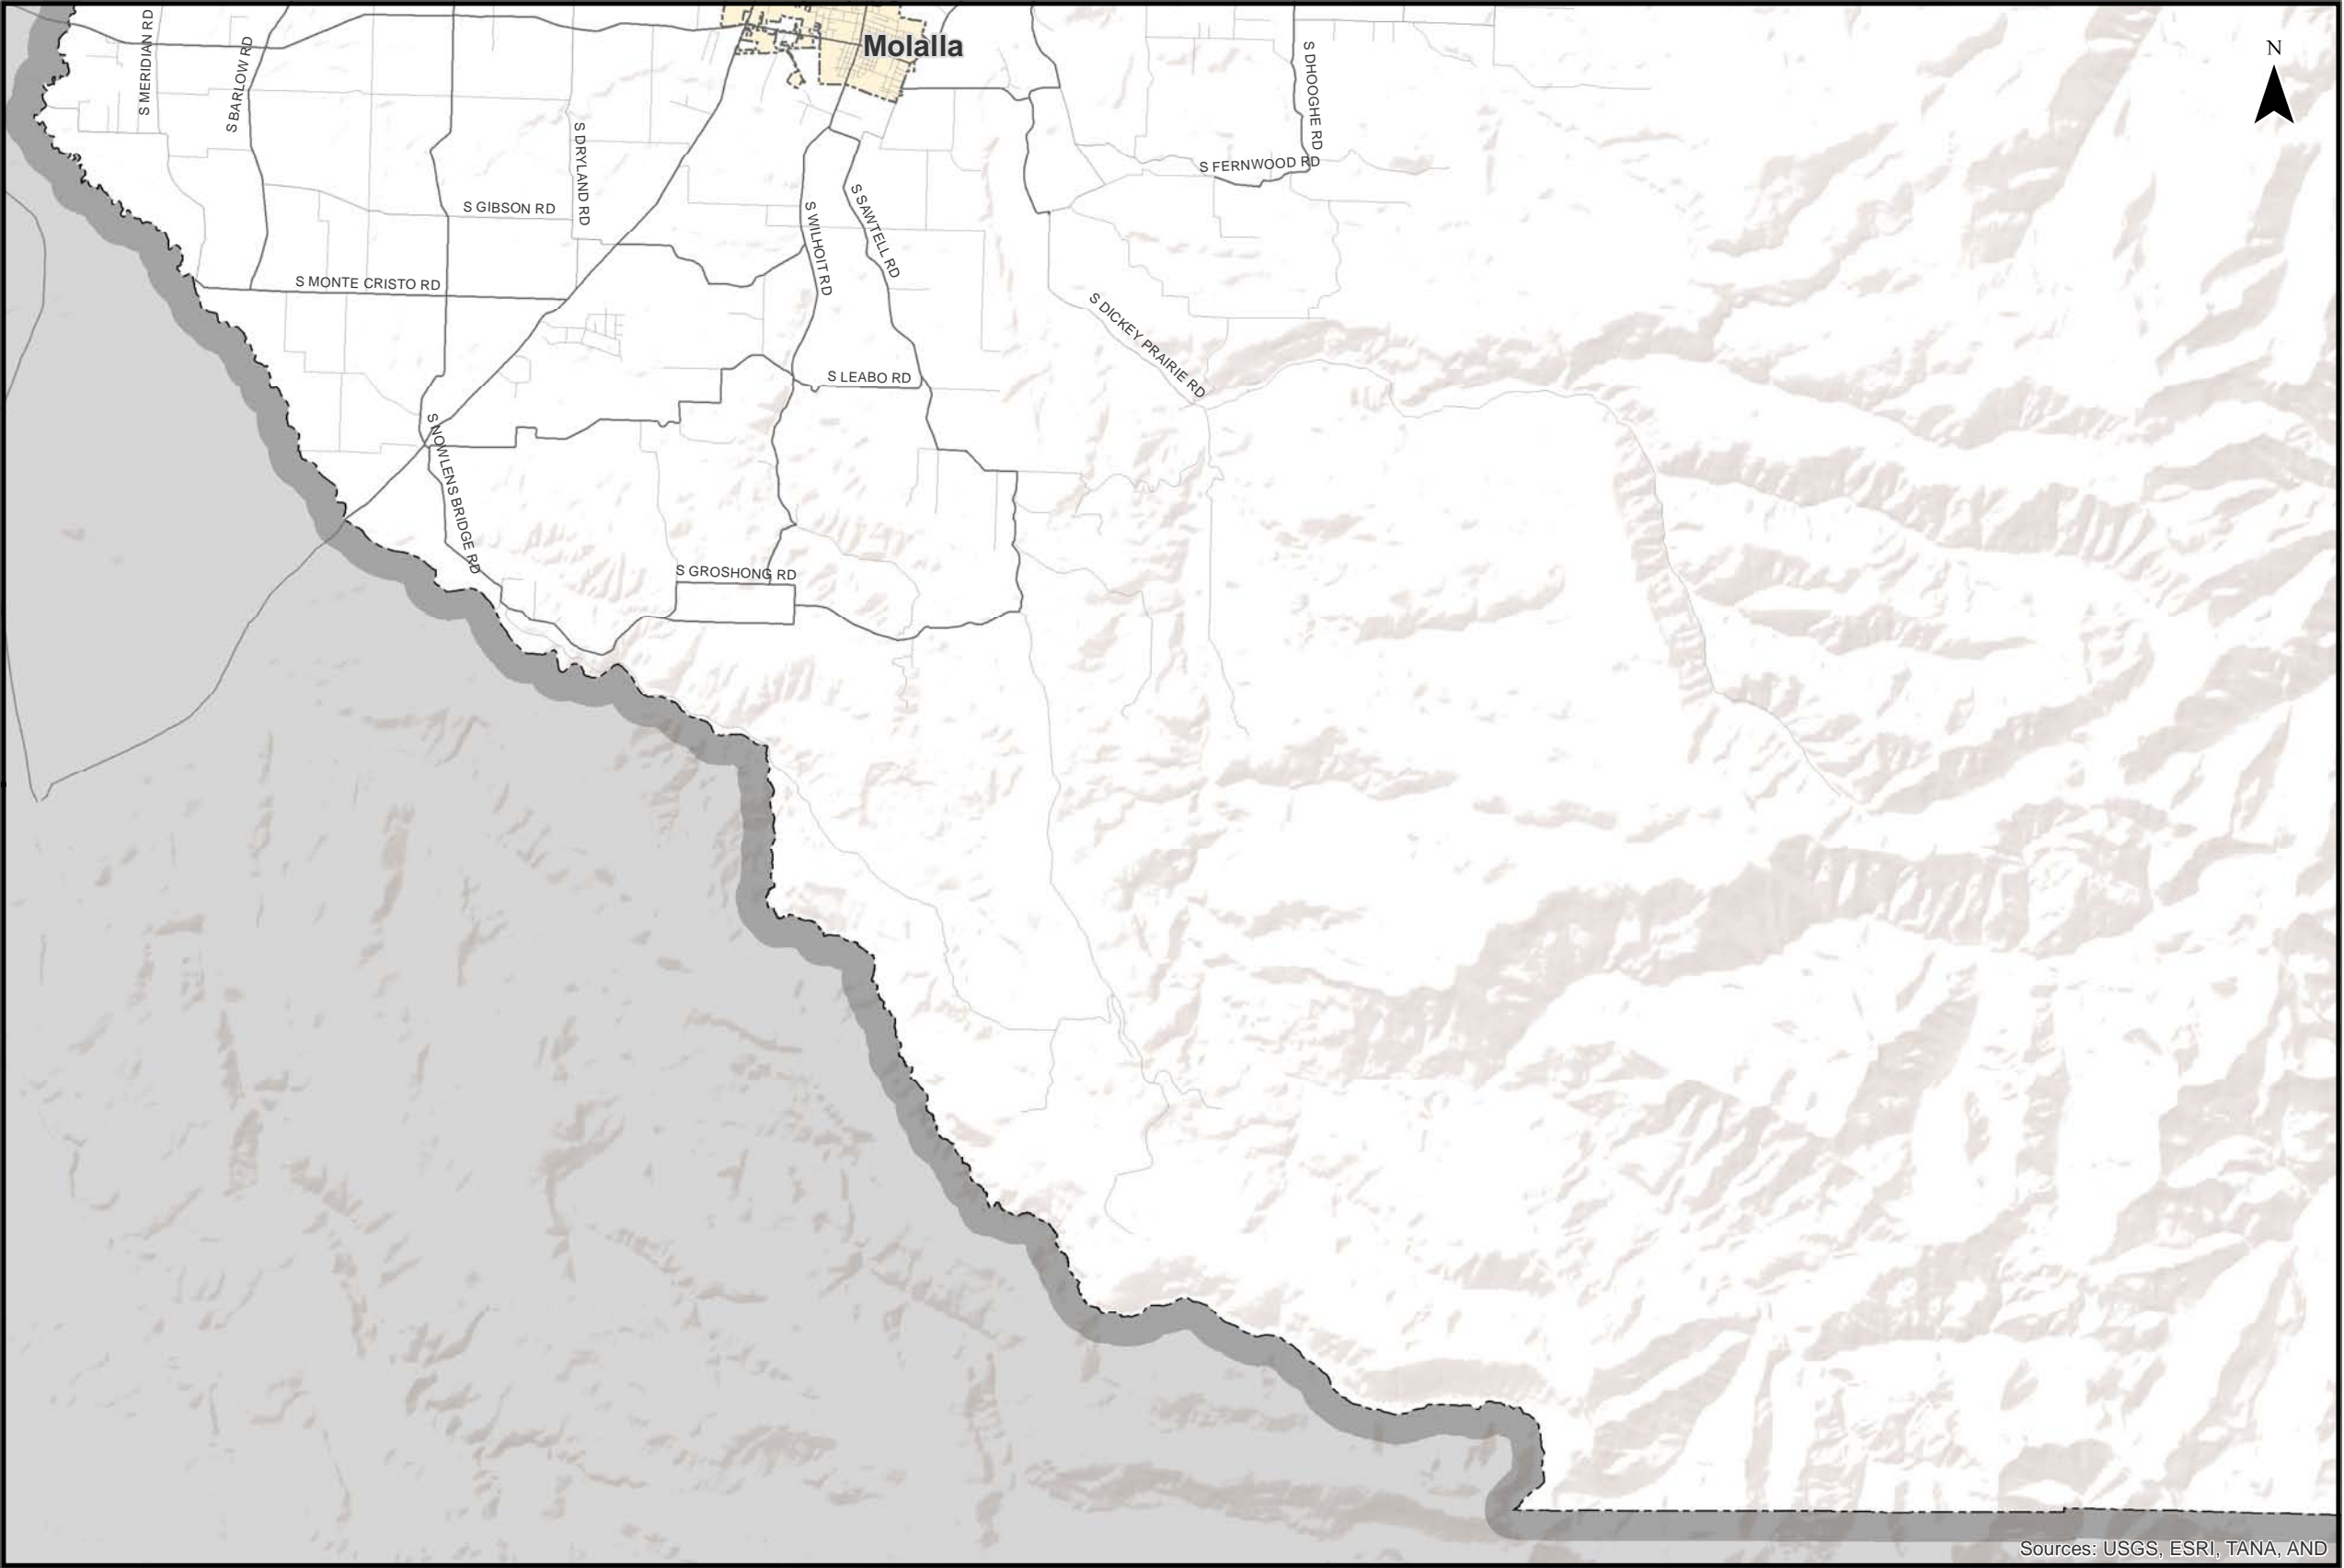 S MERIDIAN RD
S BARLOW RD
Molalla
S DHOOGHE RD
N
S DRYLAND RD
S FERNWOOD RD
S GIBSON RD
S WILHOIT RD
S SAWTELL RD
S MONTE CRISTO RD
S DICKEY PRAIRIE RD
S LEABO RD
S NOWLENS BRIDGE RD
S GROSHONG RD
Sources: USGS, ESRI, TANA, AND